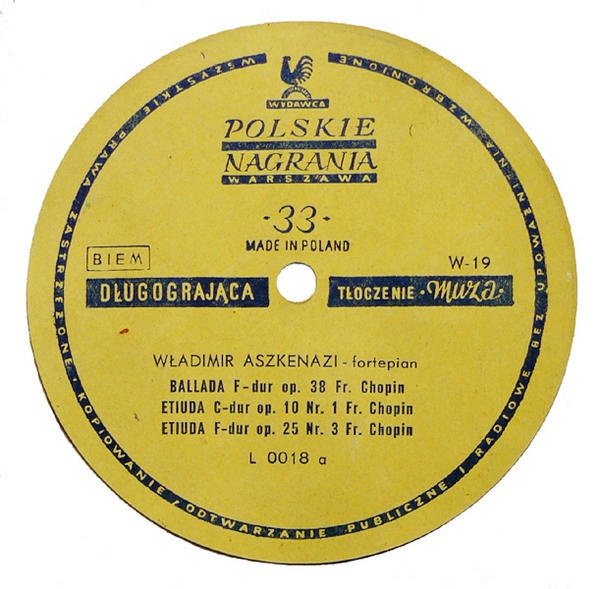 WSZYSTKIE PRAWA ZASTRZEŻONE · KOPIOWANIE, ODTWARZANIE PUBLICZNE I RADIOWE BEZ UPOWAŻNIENIA WZBRONIONE
WYDAWCA
POLSKIE
NAGRANIA
WARSZAWA
·33·
MADE IN POLAND
BIEM
W-19
DŁUGOGRAJĄCA
TŁOCZENIE · muza ·
WŁADIMIR ASZKENAZI - fortepian
BALLADA F-dur op. 38 Fr. Chopin
ETIUDA C-dur op. 10 Nr. 1 Fr. Chopin
ETIUDA F-dur op. 25 Nr. 3 Fr. Chopin
L 0018 a